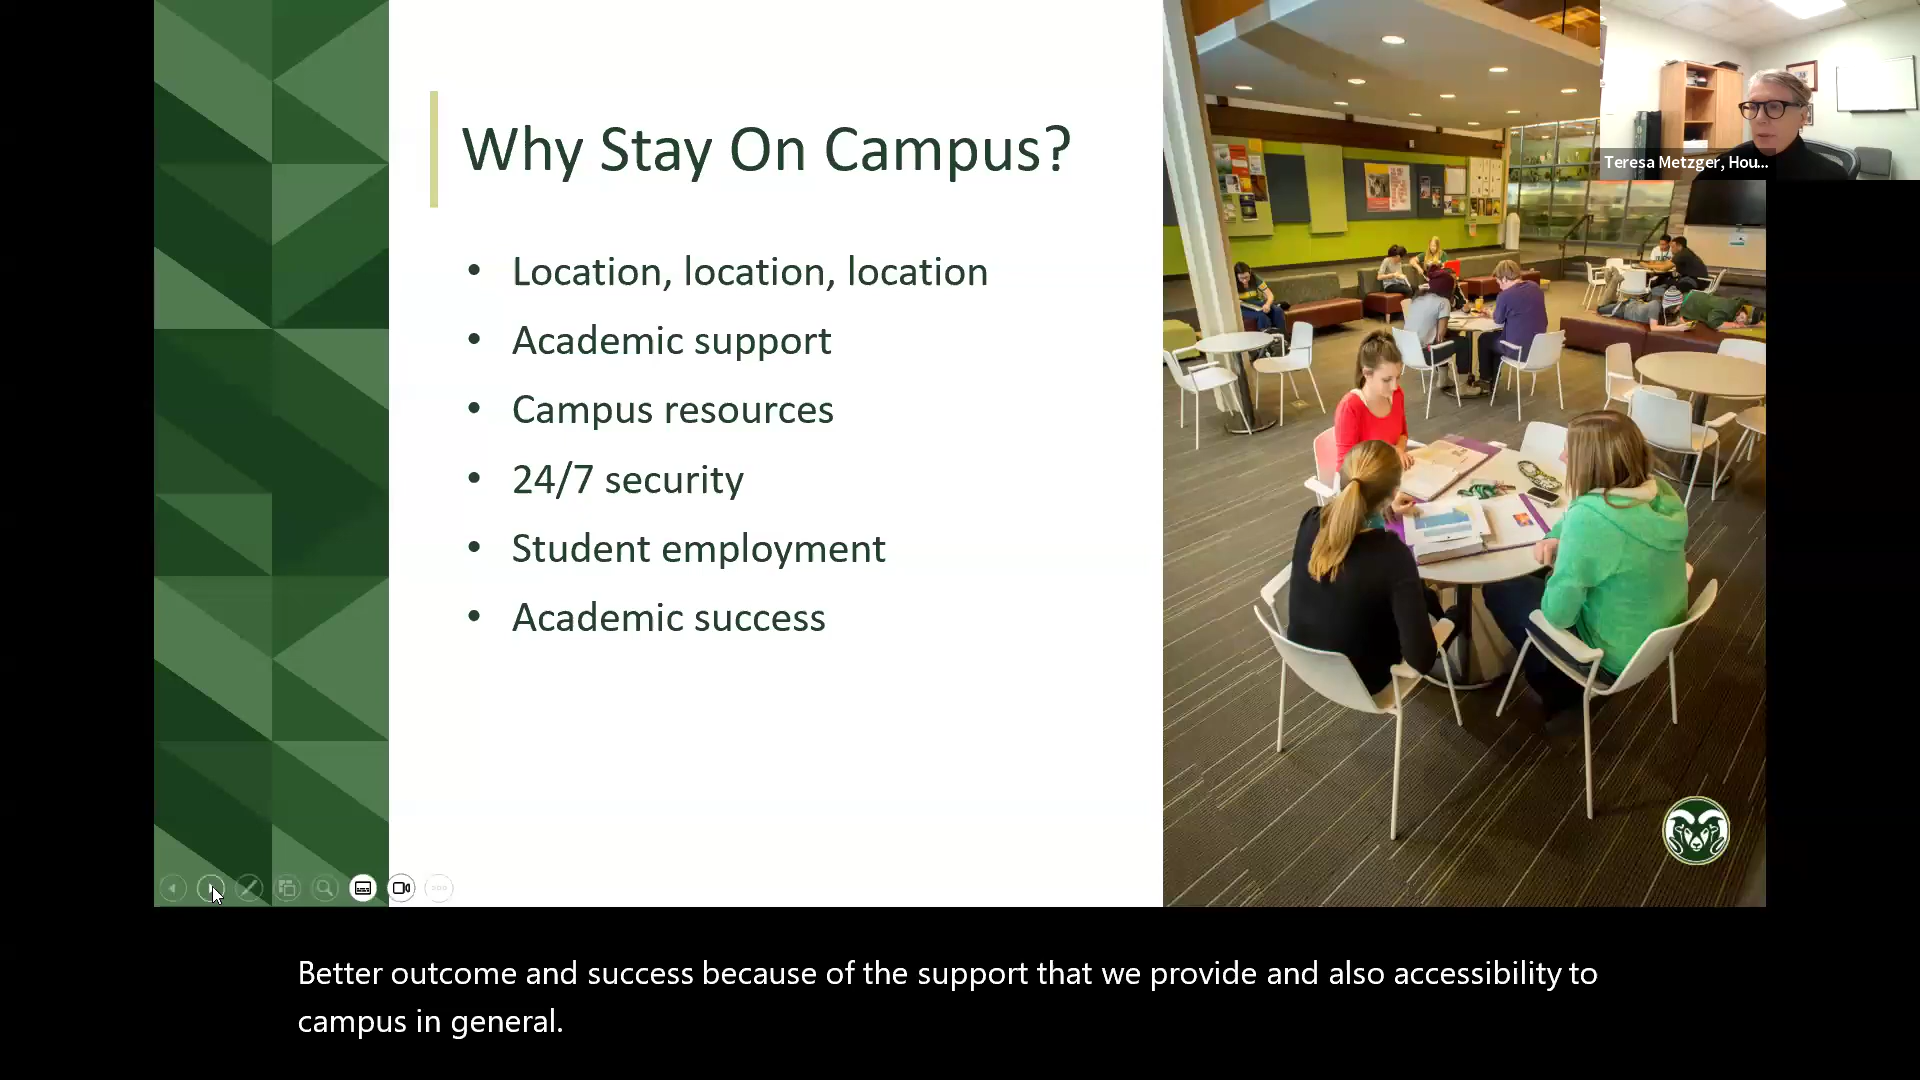 Why Stay On Campus?
• Location, location, location
• Academic support
• Campus resources
• 24/7 security
• Student employment
• Academic success
Teresa Metzger, Hou...
Better outcome and success because of the support that we provide and also accessibility to
campus in general.